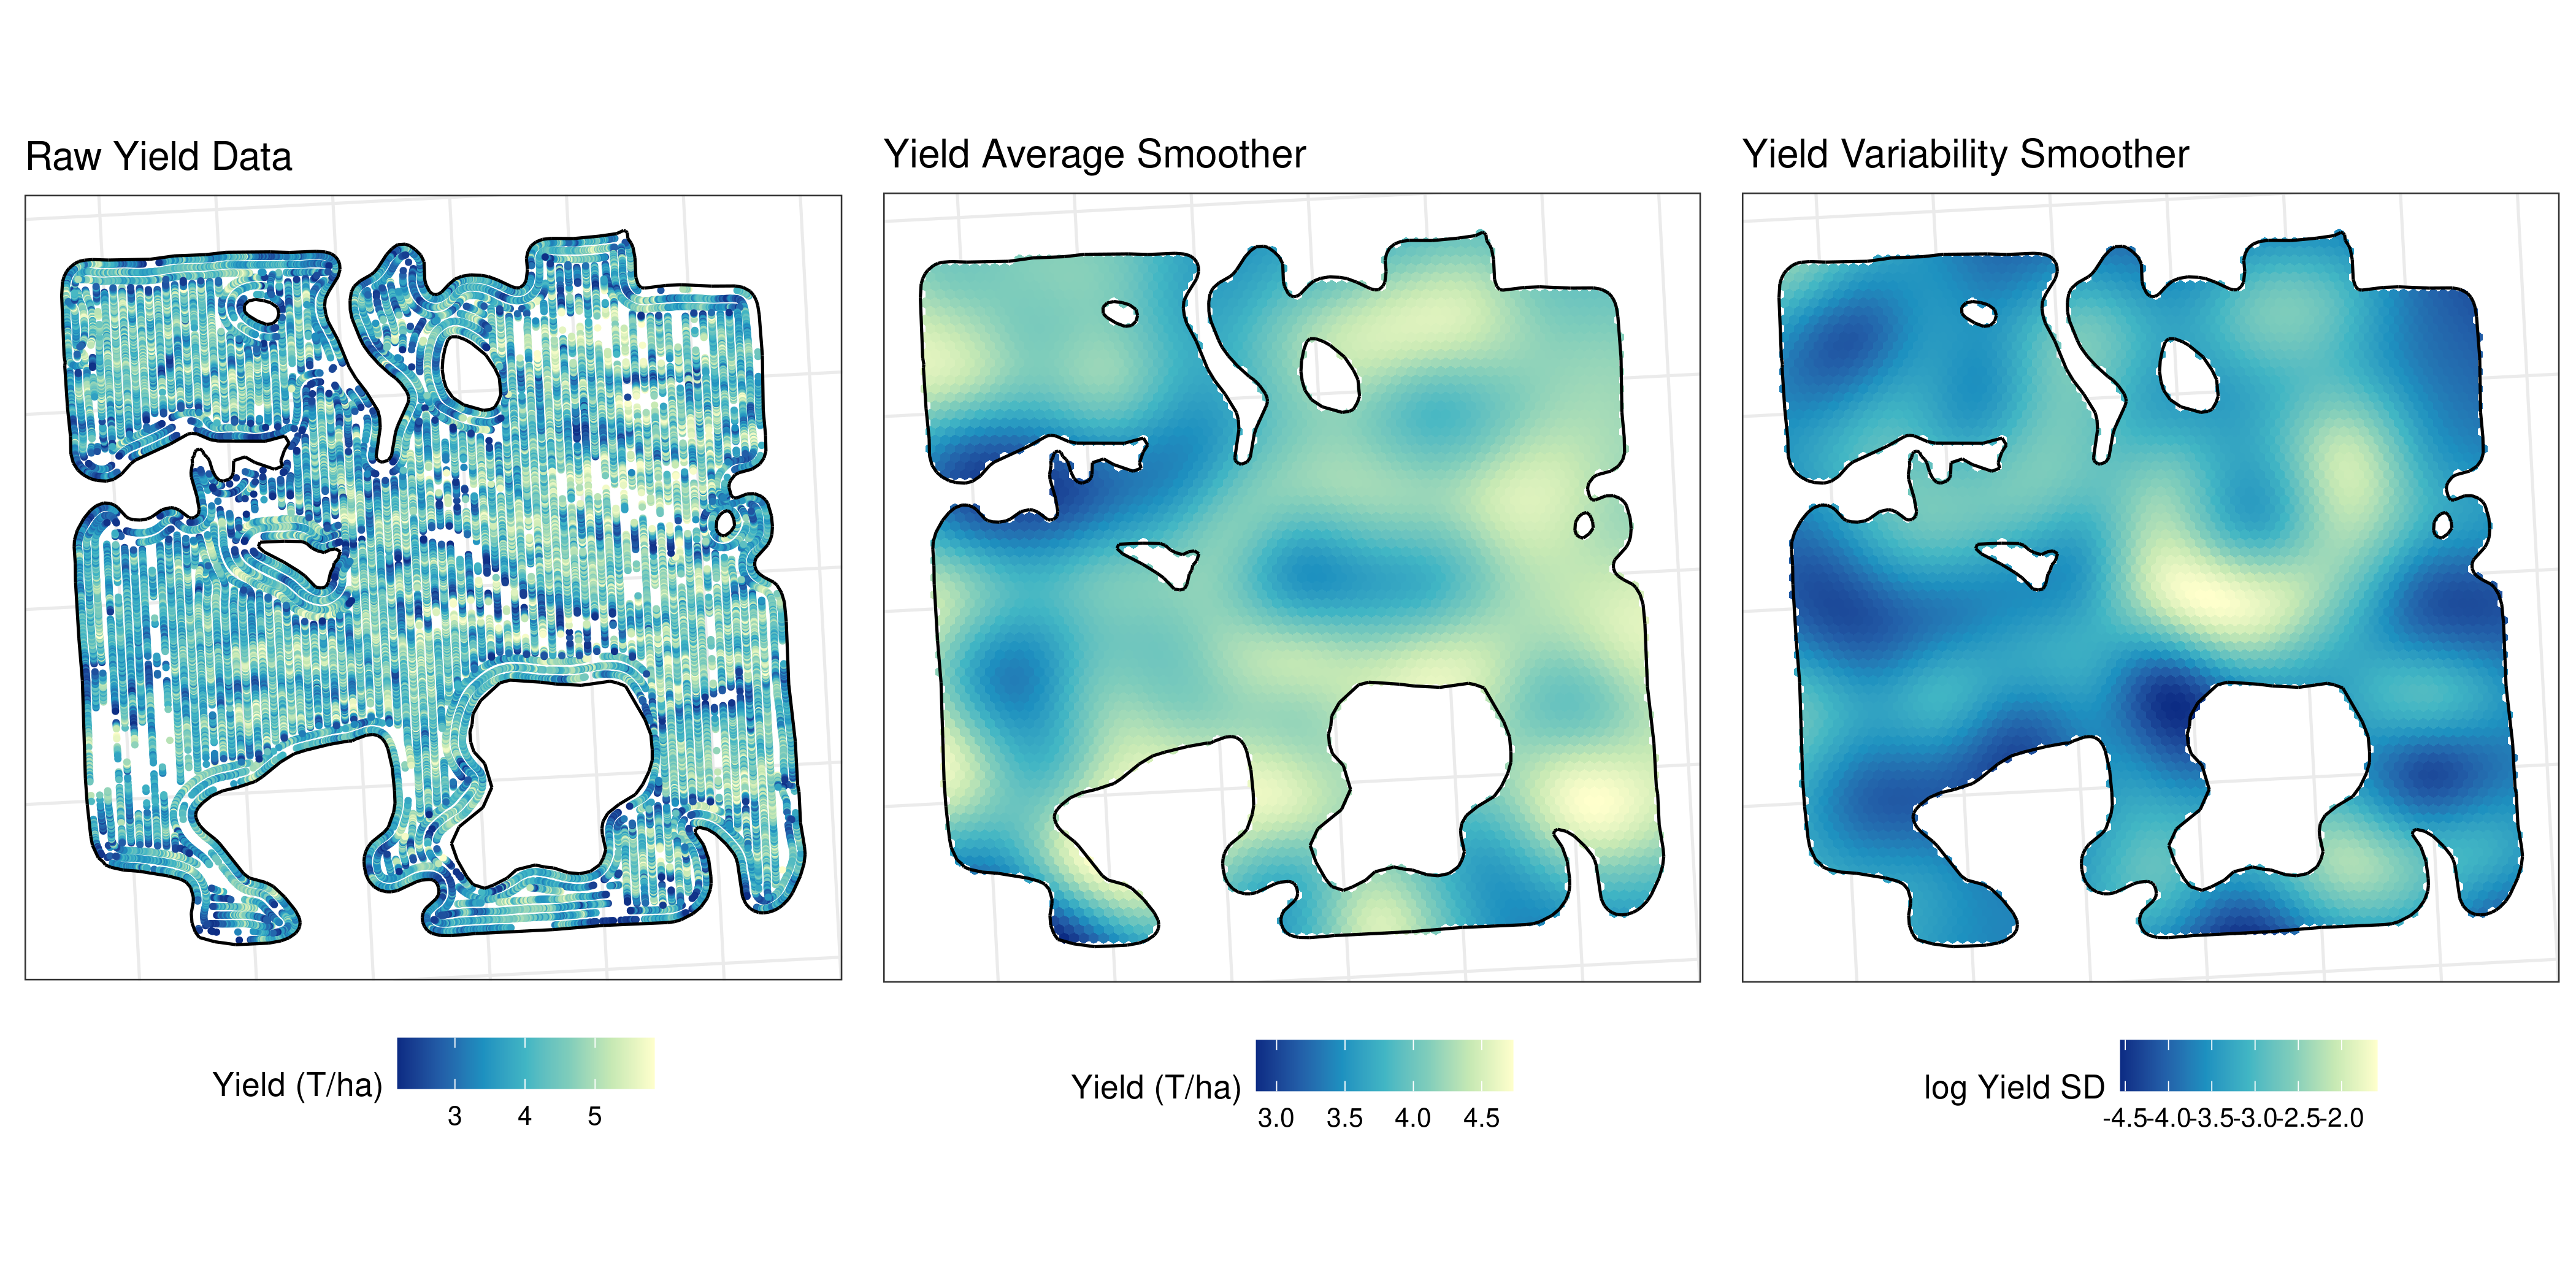 Raw Yield Data
Yield Average Smoother
Yield Variability Smoother
Yield (T/ha)
3 4 5
Yield (T/ha)
3.0 3.5 4.0 4.5
log Yield SD
-4.5-4.0-3.5-3.0-2.5-2.0